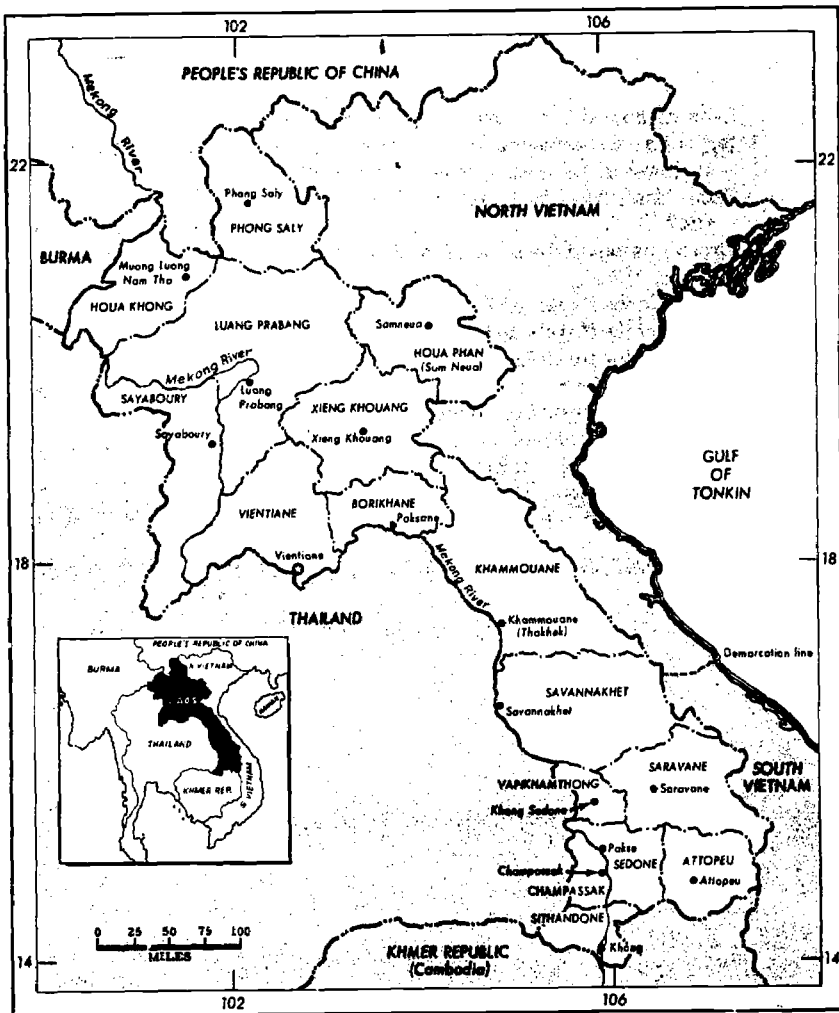 102
106
PEOPLE'S REPUBLIC OF CHINA
Mekong
River
22
22
Phang Saly
PHONG SALY
NORTH VIETNAM
BURMA
Muong Luong
Nam Tha
HOUA KHONG
LUANG PRABANG
Samneua
HOUA PHAN
(Sam Neua)
Mekong River
SAYABOURY
Luang
Prabang
XIENG KHOUANG
Sayaboury
Xieng Khouang
GULF
OF
TONKIN
VIENTIANE
BORIKHANE
Paksane
Vientiane
18
18
Mekong River
KHAMMOUANE
THAILAND
Khammouane
(Thakhek)
Demarcation line
SAVANNAKHET
Savannakhet
PEOPLE'S REPUBLIC OF CHINA
BURMA
N VIETNAM
LAOS
THAILAND
KHMER REP.
S VIETNAM
SARAVANE
SOUTH
VIETNAM
VAPIKHAMTHONG
Saravane
Khong Sedone
Pakse
SEDONE
ATTOPEU
Champassak
Attopeu
CHAMPASSAK
SITHANDONE
0 25 50 75 100
MILES
KHMER REPUBLIC
(Cambodia)
Khong
14
14
102
106